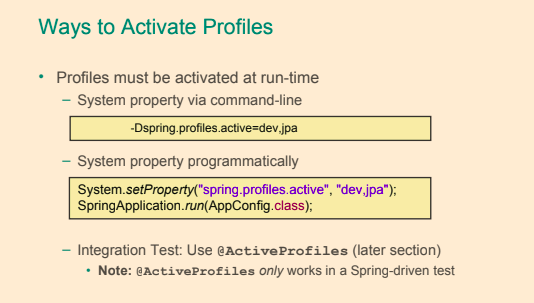 Ways to Activate Profiles
• Profiles must be activated at run-time
– System property via command-line
-Dspring.profiles.active=dev,jpa
– System property programmatically
System.setProperty("spring.profiles.active", "dev,jpa");
SpringApplication.run(AppConfig.class);
– Integration Test: Use @ActiveProfiles (later section)
• Note: @ActiveProfiles only works in a Spring-driven test